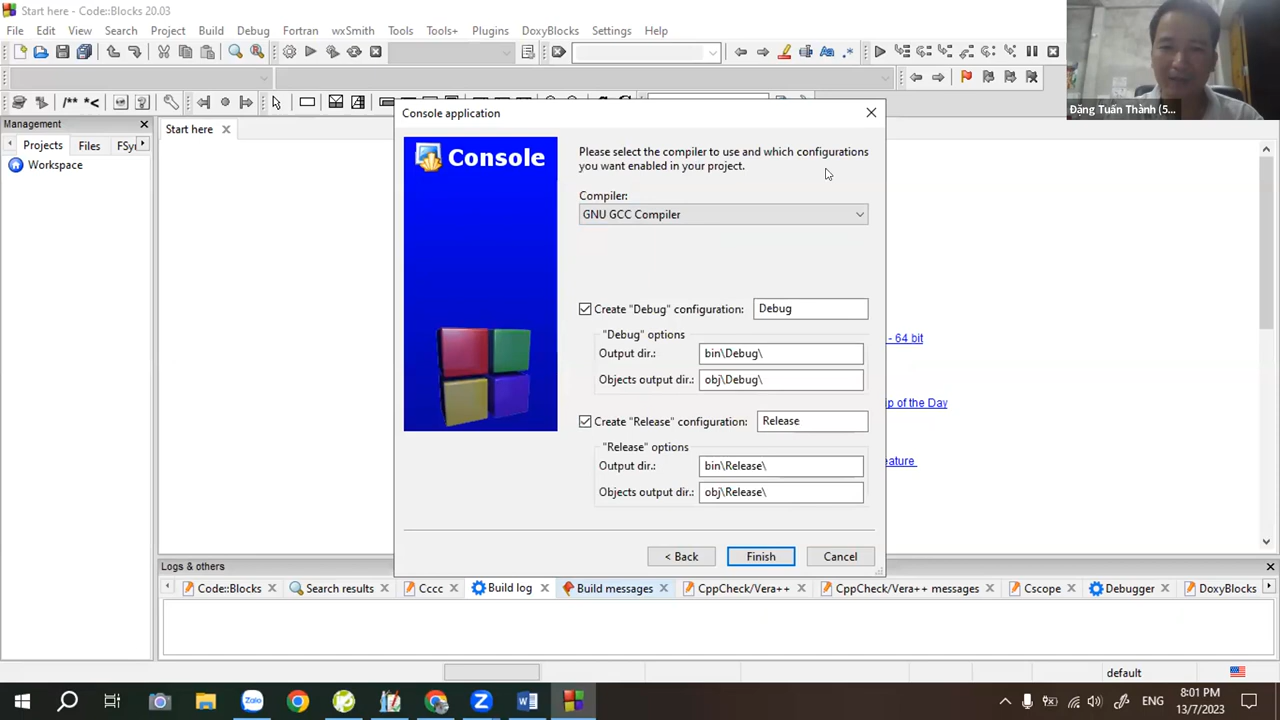 Start here - Code::Blocks 20.03
File Edit View Search Project Build Debug Fortran wxSmith Tools Tools+ Plugins DoxyBlocks Settings Help
Đặng Tuấn Thành (5...
Management
Start here
Projects Files FSy
Workspace
Console application
Console
Please select the compiler to use and which configurations
you want enabled in your project.
Compiler:
GNU GCC Compiler
Create "Debug" configuration: Debug
"Debug" options
Output dir.: bin\Debug\
Objects output dir.: obj\Debug\
Create "Release" configuration: Release
"Release" options
Output dir.: bin\Release\
Objects output dir.: obj\Release\
< Back Finish Cancel
- 64 bit
p of the Day
eature
Logs & others
Code::Blocks Search results Cccc Build log Build messages CppCheck/Vera++ CppCheck/Vera++ messages Cscope Debugger DoxyBlocks
default
Zalo
ENG
8:01 PM
13/7/2023